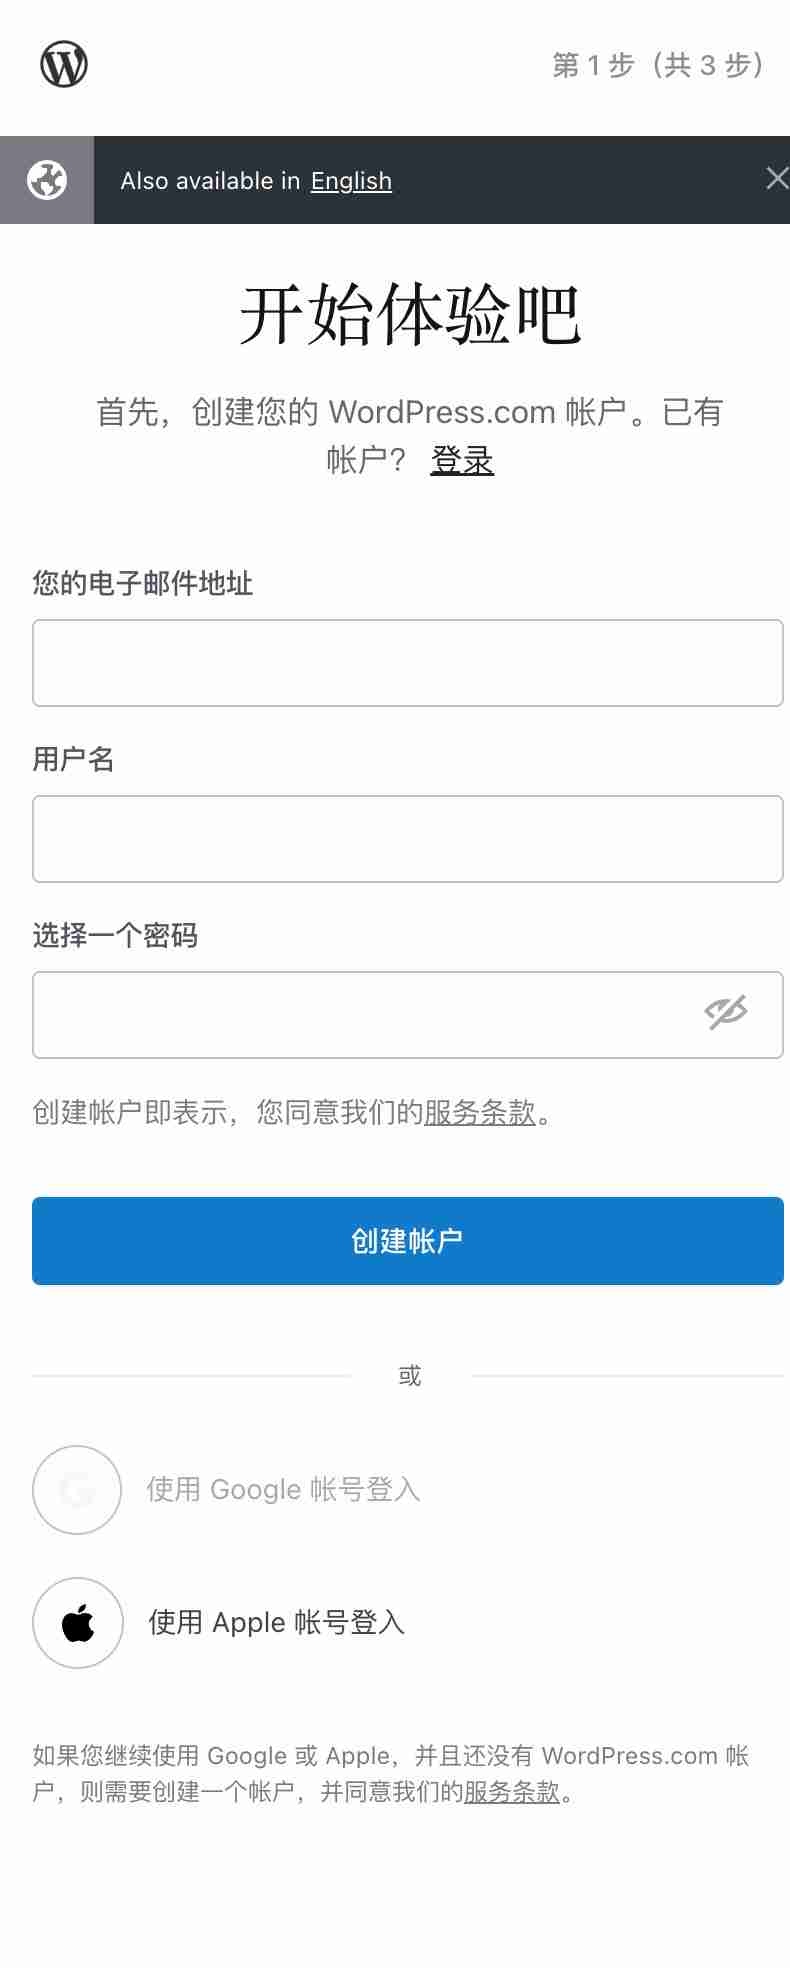 第 1 步（共 3 步）
Also available in English
开始体验吧
首先，创建您的 WordPress.com 帐户。已有
帐户？ 登录
您的电子邮件地址
用户名
选择一个密码
创建帐户即表示，您同意我们的服务条款。
创建帐户
或
使用 Google 帐号登入
使用 Apple 帐号登入
如果您继续使用 Google 或 Apple，并且还没有 WordPress.com 帐
户，则需要创建一个帐户，并同意我们的服务条款。